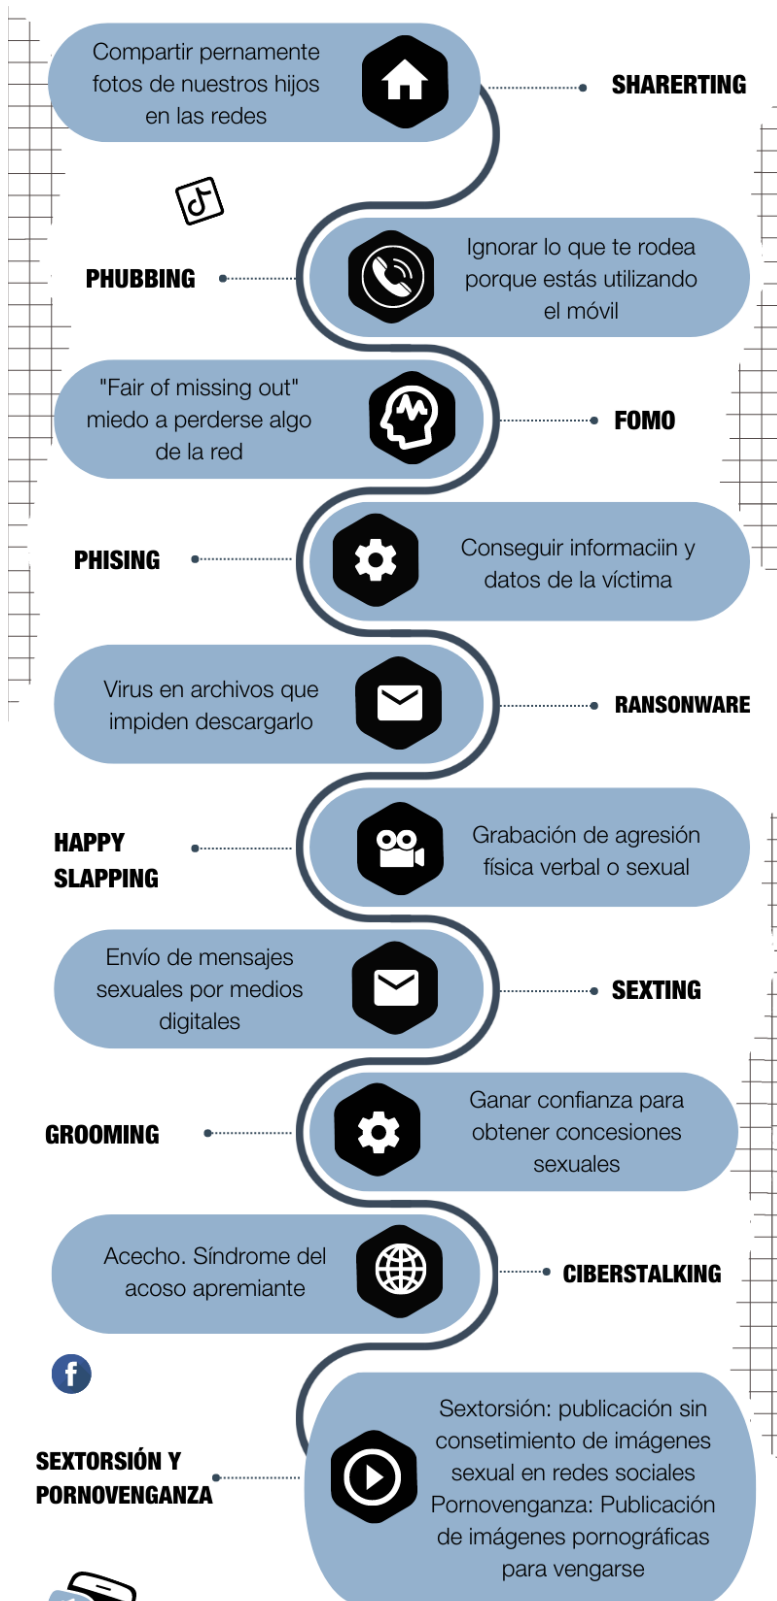 Compartir pernamente
fotos de nuestros hijos
en las redes
SHARERTING
PHUBBING
Ignorar lo que te rodea
porque estás utilizando
el móvil
"Fair of missing out"
miedo a perderse algo
de la red
FOMO
PHISING
Conseguir informaciin y
datos de la víctima
Virus en archivos que
impiden descargarlo
RANSONWARE
HAPPY
SLAPPING
Grabación de agresión
física verbal o sexual
Envío de mensajes
sexuales por medios
digitales
SEXTING
GROOMING
Ganar confianza para
obtener concesiones
sexuales
Acecho. Síndrome del
acoso apremiante
CIBERSTALKING
SEXTORSIÓN Y
PORNOVENGANZA
Sextorsión: publicación sin
consetimiento de imágenes
sexual en redes sociales
Pornovenganza: Publicación
de imágenes pornográficas
para vengarse